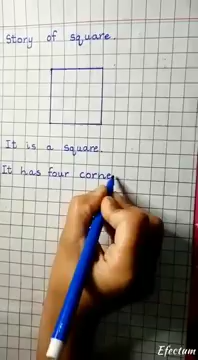 Story of square.
It is a square.
It has four corne
Efectum